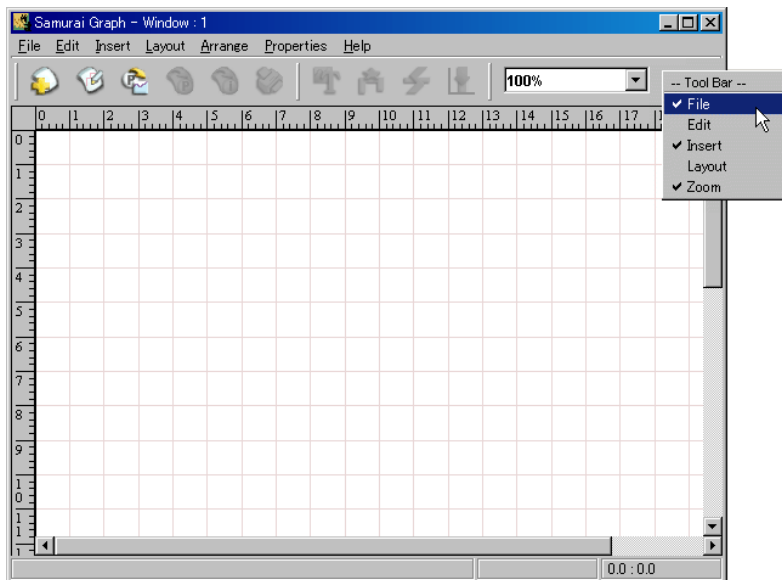 Samurai Graph - Window : 1
File Edit Insert Layout Arrange Properties Help
100%
-- Tool Bar --
✔ File
Edit
✔ Insert
Layout
✔ Zoom
0 1 2 3 4 5 6 7 8 9 10 11 12 13 14 15 16 17
0
1
2
3
4
5
6
7
8
9
10
11
0.0 : 0.0